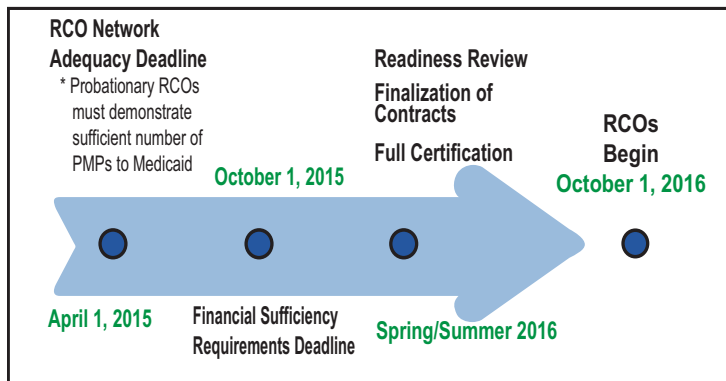 RCO Network
Adequacy Deadline
* Probationary RCOs
must demonstrate
sufficient number of
PMPs to Medicaid
April 1, 2015
October 1, 2015
Financial Sufficiency
Requirements Deadline
Readiness Review
Finalization of
Contracts
Full Certification
Spring/Summer 2016
RCOs
Begin
October 1, 2016